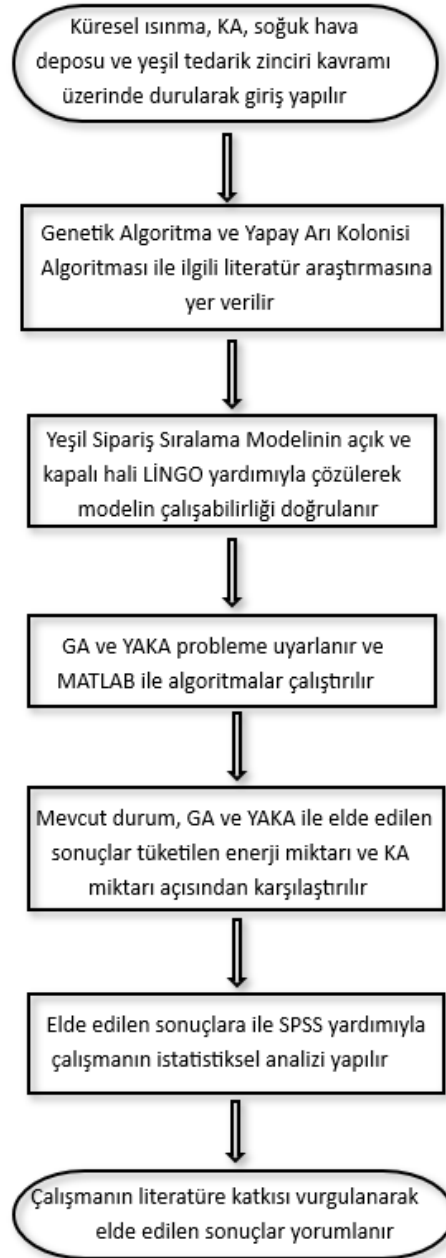 Küresel ısınma, KA, soğuk hava
deposu ve yeşil tedarik zinciri kavramı
üzerinde durularak giriş yapılır
Genetik Algoritma ve Yapay Arı Kolonisi
Algoritması ile ilgili literatür araştırmasına
yer verilir
Yeşil Sipariş Sıralama Modelinin açık ve
kapalı hali LİNGO yardımıyla çözülerek
modelin çalışabilirliği doğrulanır
GA ve YAKA probleme uyarlanır ve
MATLAB ile algoritmalar çalıştırılır
Mevcut durum, GA ve YAKA ile elde edilen
sonuçlar tüketilen enerji miktarı ve KA
miktarı açısından karşılaştırılır
Elde edilen sonuçlara ile SPSS yardımıyla
çalışmanın istatistiksel analizi yapılır
Çalışmanın literatüre katkısı vurgulanarak
elde edilen sonuçlar yorumlanır